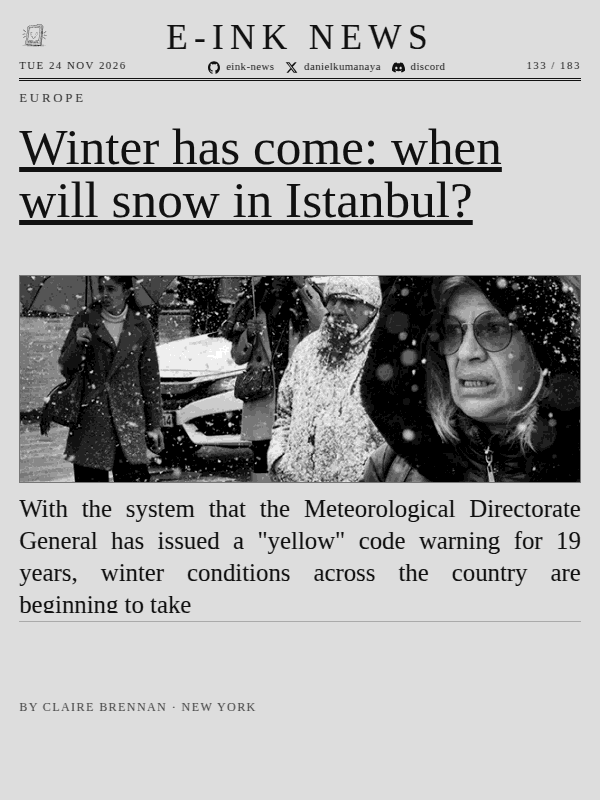 E-INK NEWS
TUE 24 NOV 2026
eink-news
danielkumanya
discord
133 / 183
EUROPE
Winter has come: when
will snow in Istanbul?
With the system that the Meteorological Directorate
General has issued a "yellow" code warning for 19
years, winter conditions across the country are
beginning to take
BY CLAIRE BRENNAN · NEW YORK